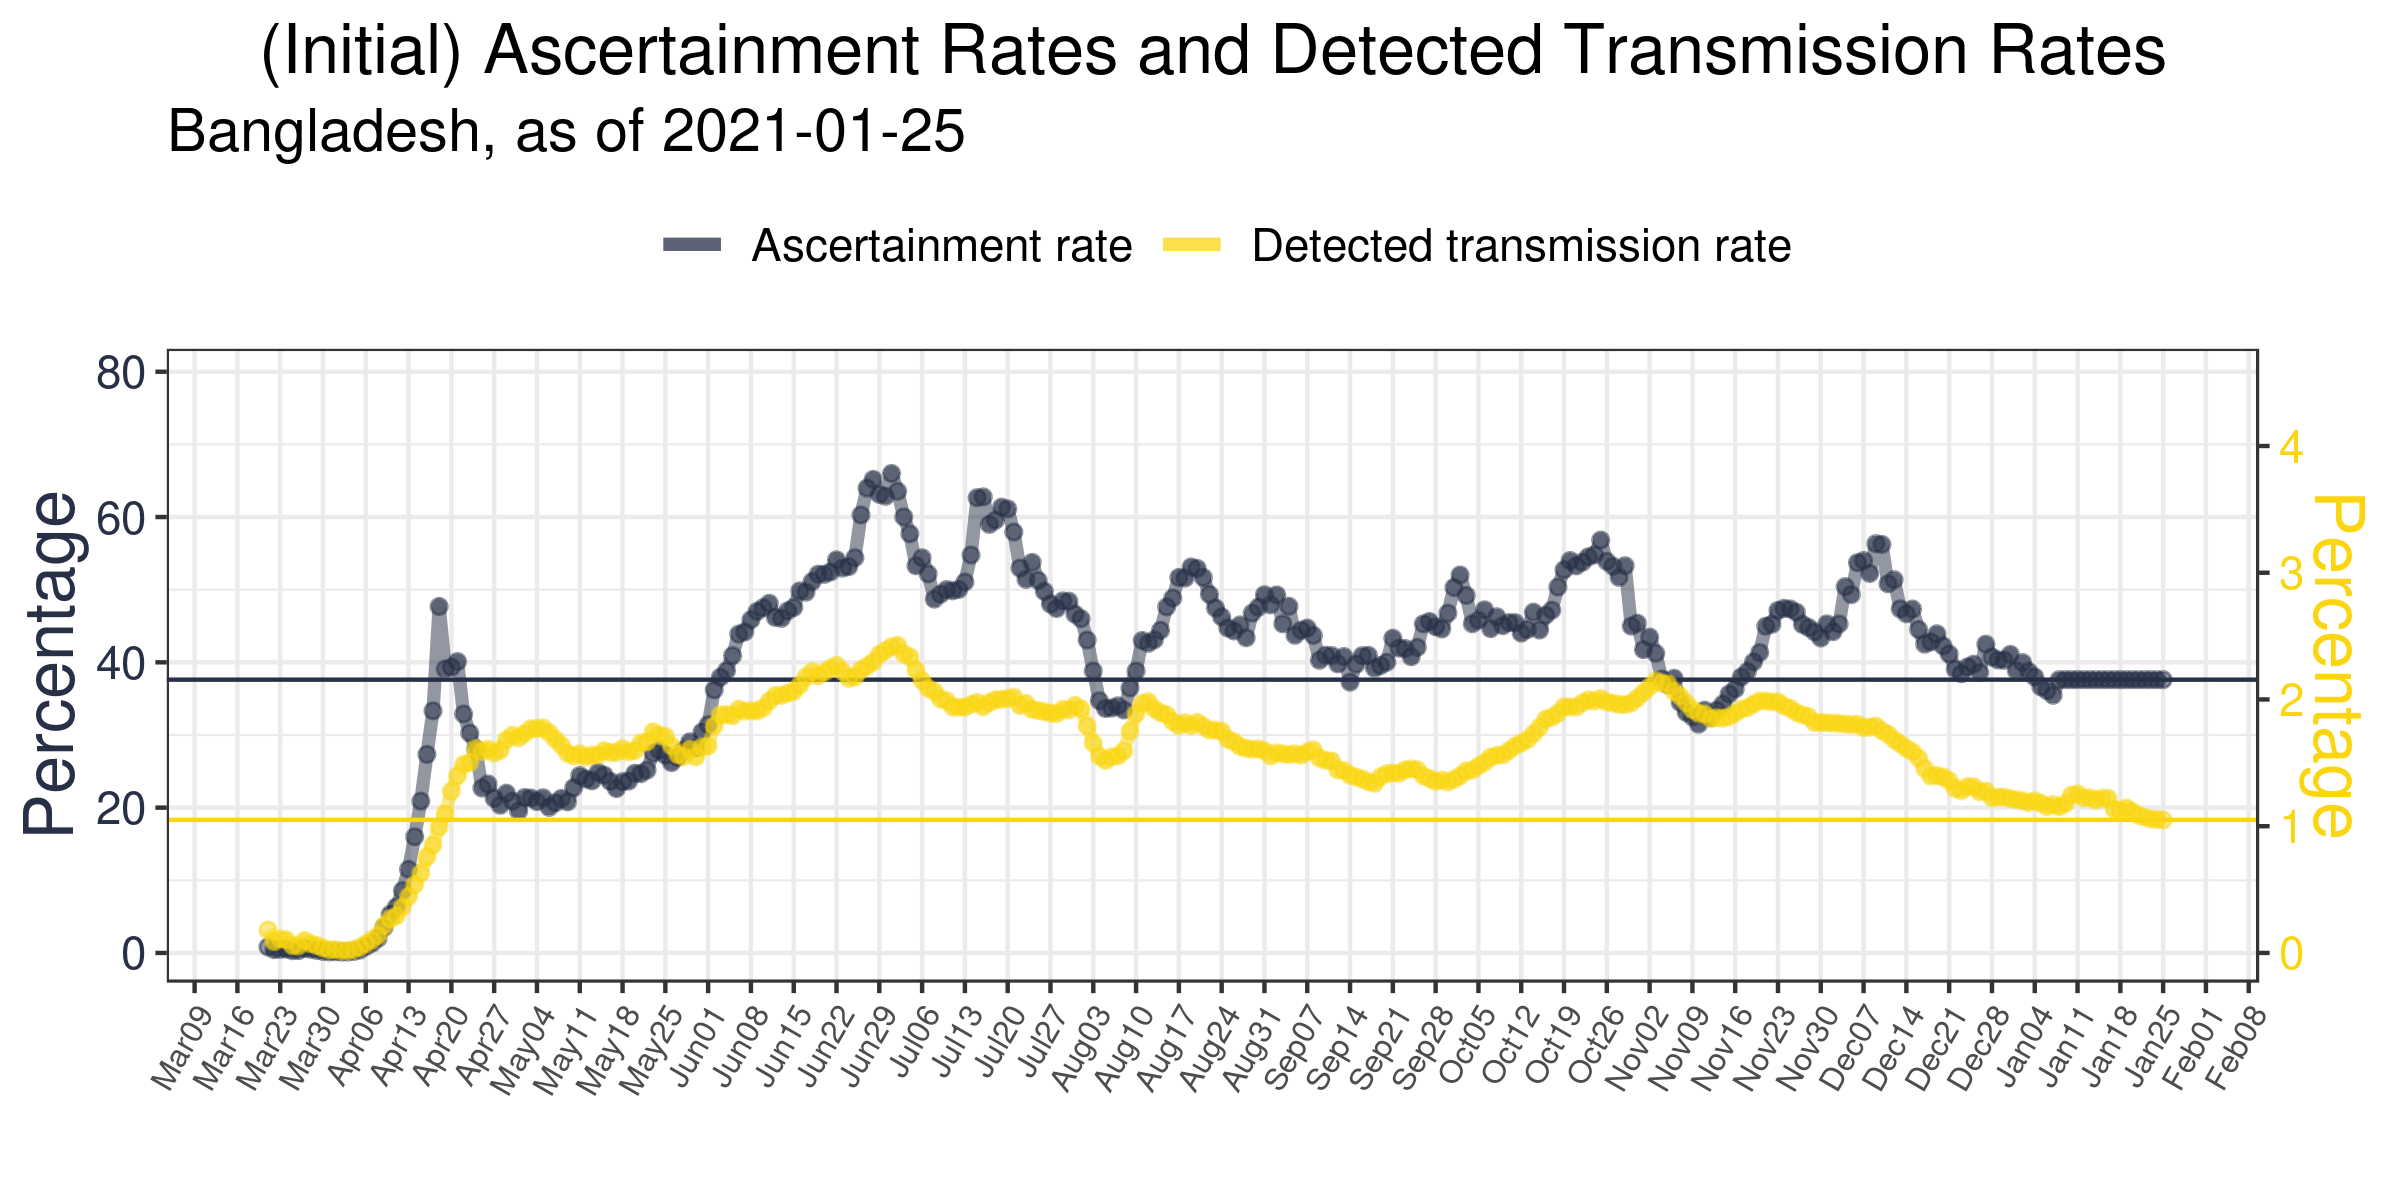 (Initial) Ascertainment Rates and Detected Transmission Rates
Bangladesh, as of 2021-01-25
Ascertainment rate
Detected transmission rate
Percentage
80
60
40
20
0
4
3
2
1
0
Percentage
Mar09
Mar16
Mar23
Mar30
Apr06
Apr13
Apr20
Apr27
May04
May11
May18
May25
Jun01
Jun08
Jun15
Jun22
Jun29
Jul06
Jul13
Jul20
Jul27
Aug03
Aug10
Aug17
Aug24
Aug31
Sep07
Sep14
Sep21
Sep28
Oct05
Oct12
Oct19
Oct26
Nov02
Nov09
Nov16
Nov23
Nov30
Dec07
Dec14
Dec21
Dec28
Jan04
Jan11
Jan18
Jan25
Feb01
Feb08